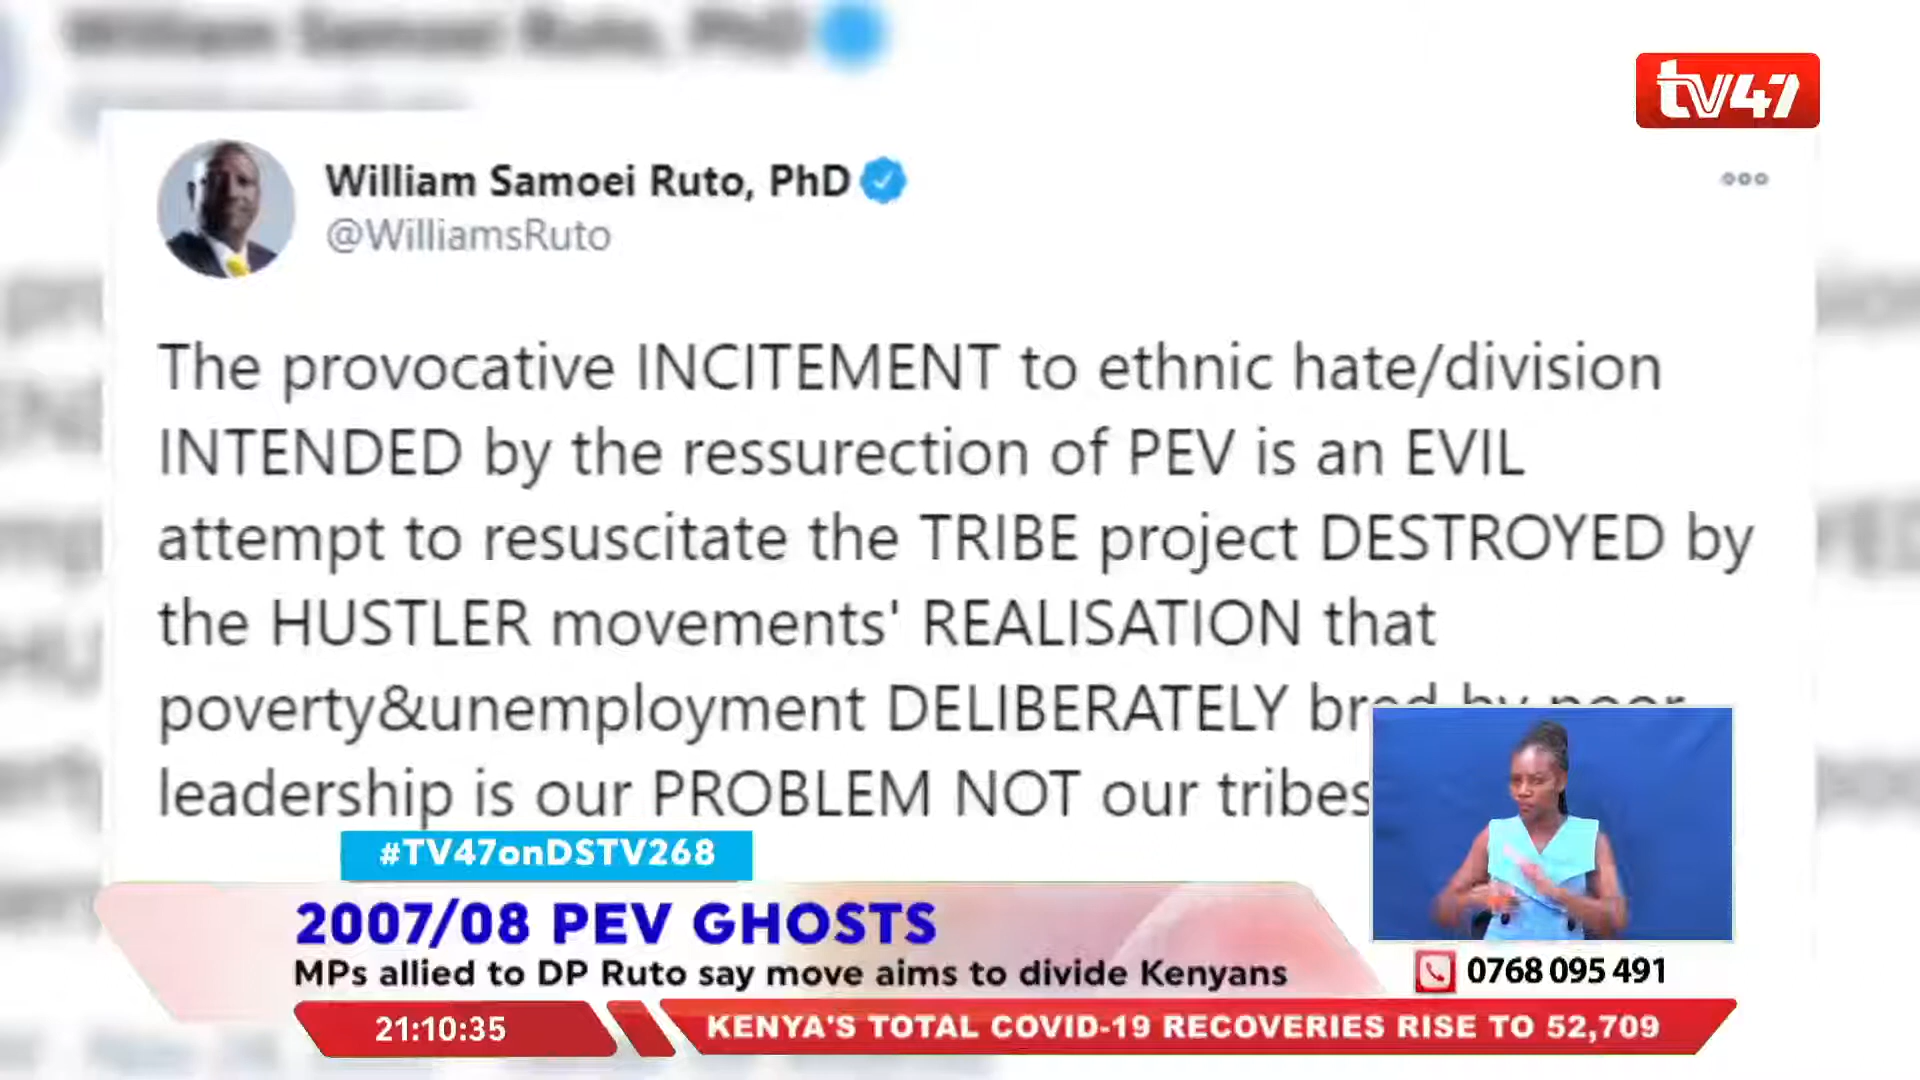 tv47
William Samoei Ruto, PhD
@WilliamsRuto
The provocative INCITEMENT to ethnic hate/division
INTENDED by the ressurection of PEV is an EVIL
attempt to resuscitate the TRIBE project DESTROYED by
the HUSTLER movements' REALISATION that
poverty&unemployment DELIBERATELY bred by poor
leadership is our PROBLEM NOT our tribes
#TV47onDSTV268
2007/08 PEV GHOSTS
MPs allied to DP Ruto say move aims to divide Kenyans
0768 095 491
21:10:35
KENYA'S TOTAL COVID-19 RECOVERIES RISE TO 52,709